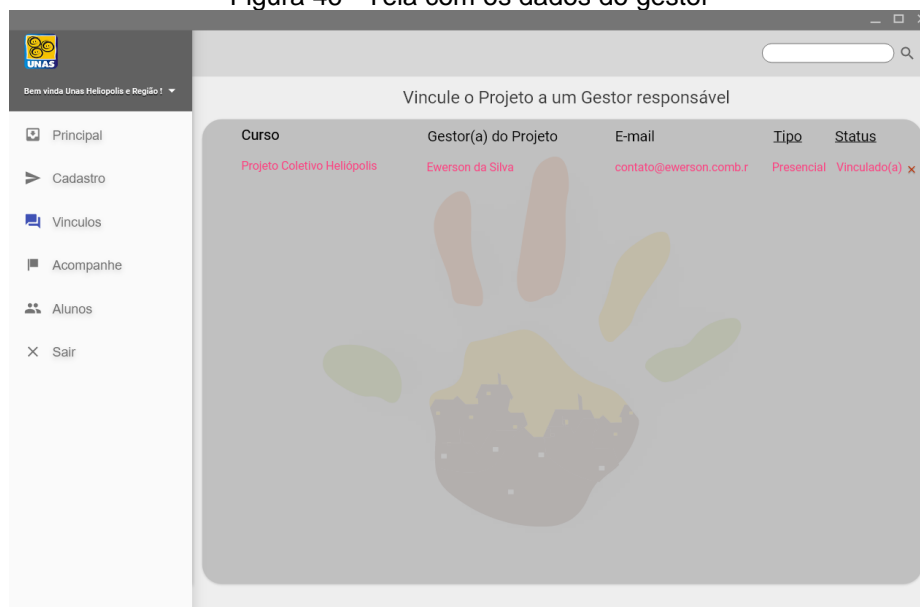 Figura 46 - Tela com os dados do gestor
UNAS
Bem vinda Unas Heliopolis e Região !
Vincule o Projeto a um Gestor responsável
Principal
Cadastro
Vinculos
Acompanhe
Alunos
Sair
Curso Gestor(a) do Projeto E-mail Tipo Status
Projeto Coletivo Heliópolis Ewerson da Silva contato@ewerson.comb.r Presencial Vinculado(a)